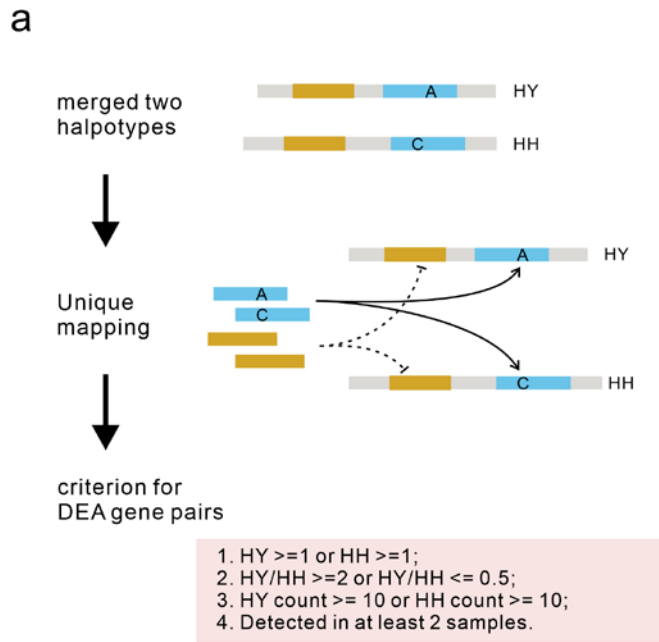 a
merged two
halpotypes
A HY
C HH
Unique
mapping
A HY
A
C
C HH
criterion for
DEA gene pairs
1. HY >=1 or HH >=1;
2. HY/HH >=2 or HY/HH <= 0.5;
3. HY count >= 10 or HH count >= 10;
4. Detected in at least 2 samples.